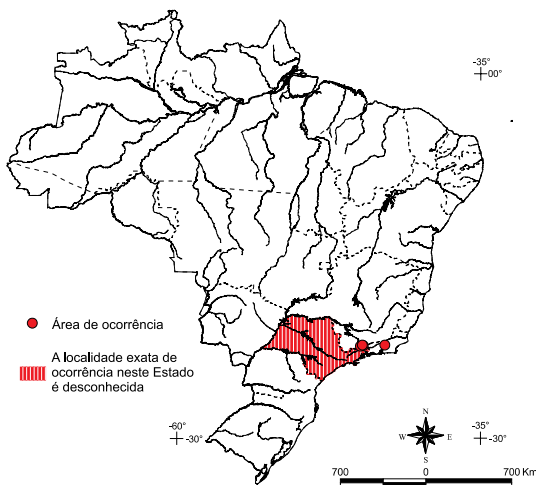 -35°
00°
Área de ocorrência
A localidade exata de
ocorrência neste Estado
é desconhecida
-60°
-30°
N
W E
S
-35°
-30°
700 0 700 Km